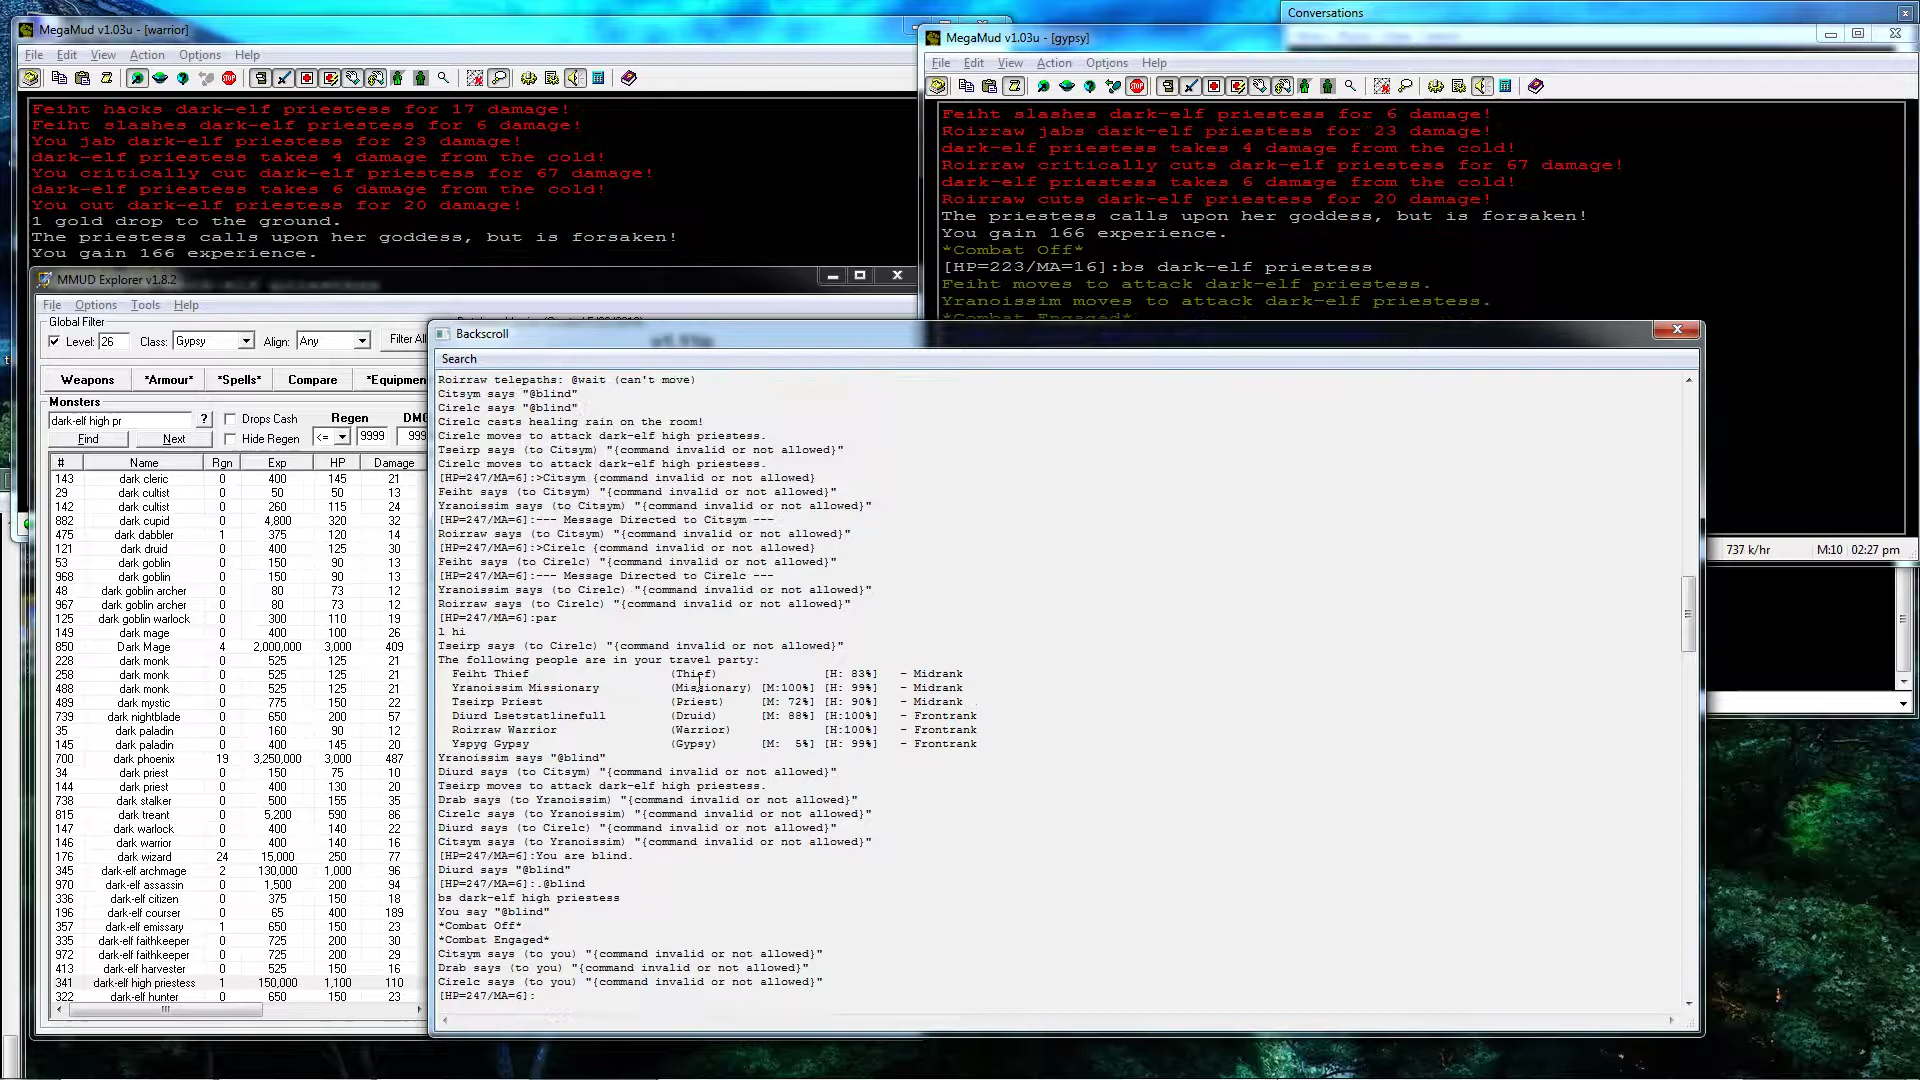 MegaMud v1.03u - [warrior]
File Edit View Action Options Help
Feiht hacks dark-elf priestess for 17 damage!
Feiht slashes dark-elf priestess for 6 damage!
You jab dark-elf priestess for 23 damage!
dark-elf priestess takes 4 damage from the cold!
You critically cut dark-elf priestess for 67 damage!
dark-elf priestess takes 6 damage from the cold!
You cut dark-elf priestess for 20 damage!
1 gold drop to the ground.
The priestess calls upon her goddess, but is forsaken!
You gain 166 experience.
Conversations
MegaMud v1.03u - [gypsy]
File Edit View Action Options Help
Feiht slashes dark-elf priestess for 6 damage!
Roirraw jabs dark-elf priestess for 23 damage!
dark-elf priestess takes 4 damage from the cold!
Roirraw critically cuts dark-elf priestess for 67 damage!
dark-elf priestess takes 6 damage from the cold!
Roirraw cuts dark-elf priestess for 20 damage!
The priestess calls upon her goddess, but is forsaken!
You gain 166 experience.
*Combat Off*
[HP=223/MA=16]:bs dark-elf priestess
Feiht moves to attack dark-elf priestess.
Yranoissim moves to attack dark-elf priestess.
*Combat Engaged*
737 k/hr M:10 02:27 pm
MMUD Explorer v1.8.2
File Options Tools Help
Global Filter
Level: 26 Class: Gypsy Align: Any Filter All
Weapons *Armour* *Spells* Compare *Equipmen
Monsters
dark-elf high pr ? Drops Cash Regen DMG
Find Next Hide Regen <= 9999 999
# Name Rgn Exp HP Damage
143 dark cleric 0 400 145 21
29 dark cultist 0 50 50 13
142 dark cultist 0 260 115 24
882 dark cupid 0 4,800 320 32
475 dark dabbler 1 375 120 14
121 dark druid 0 400 125 30
53 dark goblin 0 150 90 13
968 dark goblin 0 150 90 13
48 dark goblin archer 0 80 73 12
967 dark goblin archer 0 80 73 12
125 dark goblin warlock 0 300 110 19
149 dark mage 0 400 100 26
850 Dark Mage 4 2,000,000 3,000 409
228 dark monk 0 525 125 21
258 dark monk 0 525 125 21
488 dark monk 0 525 125 21
489 dark mystic 0 775 150 22
739 dark nightblade 0 650 200 57
35 dark paladin 0 160 90 12
145 dark paladin 0 400 145 20
700 dark phoenix 19 3,250,000 3,000 487
34 dark priest 0 150 75 10
144 dark priest 0 400 130 20
738 dark stalker 0 500 155 35
815 dark treant 0 5,200 590 86
147 dark warlock 0 400 140 22
146 dark warrior 0 400 140 16
176 dark wizard 24 15,000 250 77
345 dark-elf archmage 2 130,000 1,000 96
970 dark-elf assassin 0 1,500 200 94
336 dark-elf citizen 0 375 150 18
196 dark-elf courser 0 65 400 189
357 dark-elf emissary 1 650 150 23
335 dark-elf faithkeeper 0 725 200 30
972 dark-elf faithkeeper 0 725 200 29
413 dark-elf harvester 0 525 150 16
341 dark-elf high priestess 1 150,000 1,100 110
322 dark-elf hunter 0 650 150 23
Backscroll
Search
Roirraw telepaths: @wait (can't move)
Citsym says "@blind"
Cirelc says "@blind"
Cirelc casts healing rain on the room!
Cirelc moves to attack dark-elf high priestess.
Tseirp says (to Citsym) "{command invalid or not allowed}"
Cirelc moves to attack dark-elf high priestess.
[HP=247/MA=6]:>Citsym {command invalid or not allowed}
Feiht says (to Citsym) "{command invalid or not allowed}"
Yranoissim says (to Citsym) "{command invalid or not allowed}"
[HP=247/MA=6]:--- Message Directed to Citsym ---
Roirraw says (to Citsym) "{command invalid or not allowed}"
[HP=247/MA=6]:>Cirelc {command invalid or not allowed}
Feiht says (to Cirelc) "{command invalid or not allowed}"
[HP=247/MA=6]:--- Message Directed to Cirelc ---
Yranoissim says (to Cirelc) "{command invalid or not allowed}"
Roirraw says (to Cirelc) "{command invalid or not allowed}"
[HP=247/MA=6]:par
l hi
Tseirp says (to Cirelc) "{command invalid or not allowed}"
The following people are in your travel party:
Feiht Thief (Thief) [H: 83%] - Midrank
Yranoissim Missionary (Missionary) [M:100%] [H: 99%] - Midrank
Tseirp Priest (Priest) [M: 72%] [H: 90%] - Midrank
Diurd Lsetstatlinefull (Druid) [M: 88%] [H:100%] - Frontrank
Roirraw Warrior (Warrior) [H:100%] - Frontrank
Yspyg Gypsy (Gypsy) [M: 5%] [H: 99%] - Frontrank
Yranoissim says "@blind"
Diurd says (to Citsym) "{command invalid or not allowed}"
Tseirp moves to attack dark-elf high priestess.
Drab says (to Yranoissim) "{command invalid or not allowed}"
Cirelc says (to Yranoissim) "{command invalid or not allowed}"
Diurd says (to Cirelc) "{command invalid or not allowed}"
Citsym says (to Yranoissim) "{command invalid or not allowed}"
[HP=247/MA=6]:You are blind.
Diurd says "@blind"
[HP=247/MA=6]:.@blind
bs dark-elf high priestess
You say "@blind"
*Combat Off*
*Combat Engaged*
Citsym says (to you) "{command invalid or not allowed}"
Drab says (to you) "{command invalid or not allowed}"
Cirelc says (to you) "{command invalid or not allowed}"
[HP=247/MA=6]: